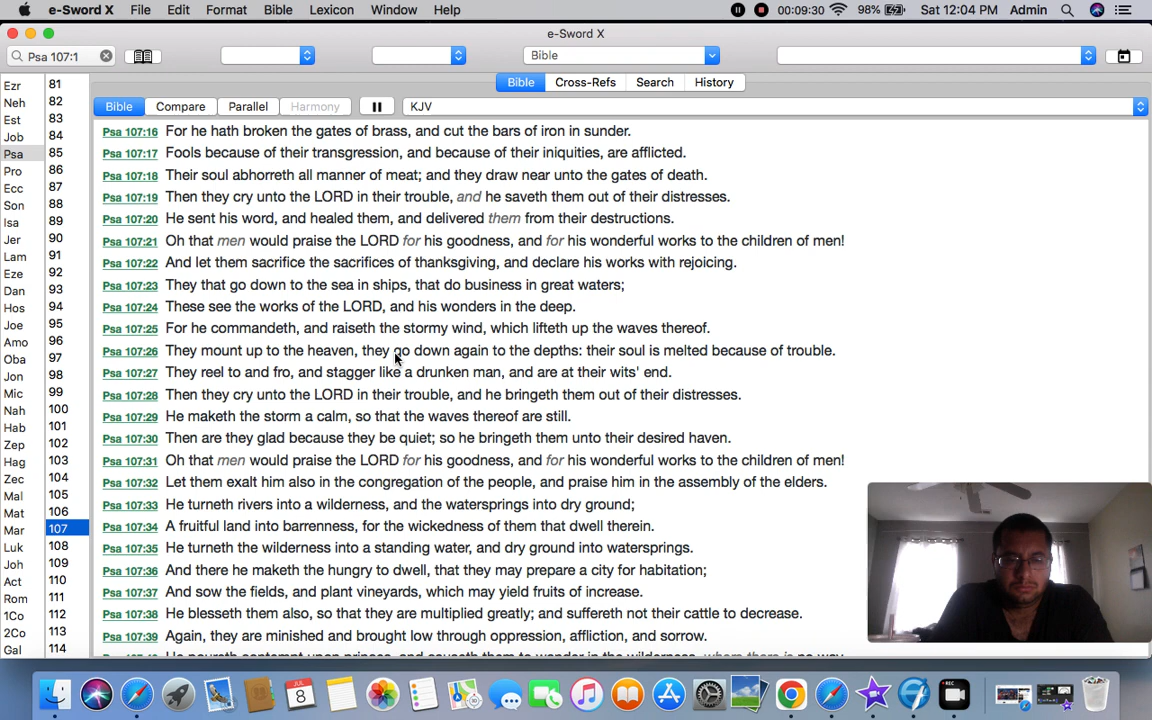 e-Sword X File Edit Format Bible Lexicon Window Help 00:09:30 98% Sat 12:04 PM Admin
e-Sword X
Psa 107:1 Bible
Bible Cross-Refs Search History
Bible Compare Parallel Harmony KJV
Ezr
Neh
Est
Job
Psa
Pro
Ecc
Son
Isa
Jer
Lam
Eze
Dan
Hos
Joe
Amo
Oba
Jon
Mic
Nah
Hab
Zep
Hag
Zec
Mal
Mat
Mar
Luk
Joh
Act
Rom
1Co
2Co
Gal
81
82
83
84
85
86
87
88
89
90
91
92
93
94
95
96
97
98
99
100
101
102
103
104
105
106
107
108
109
110
111
112
113
114
Psa 107:16 For he hath broken the gates of brass, and cut the bars of iron in sunder.
Psa 107:17 Fools because of their transgression, and because of their iniquities, are afflicted.
Psa 107:18 Their soul abhorreth all manner of meat; and they draw near unto the gates of death.
Psa 107:19 Then they cry unto the LORD in their trouble, and he saveth them out of their distresses.
Psa 107:20 He sent his word, and healed them, and delivered them from their destructions.
Psa 107:21 Oh that men would praise the LORD for his goodness, and for his wonderful works to the children of men!
Psa 107:22 And let them sacrifice the sacrifices of thanksgiving, and declare his works with rejoicing.
Psa 107:23 They that go down to the sea in ships, that do business in great waters;
Psa 107:24 These see the works of the LORD, and his wonders in the deep.
Psa 107:25 For he commandeth, and raiseth the stormy wind, which lifteth up the waves thereof.
Psa 107:26 They mount up to the heaven, they go down again to the depths: their soul is melted because of trouble.
Psa 107:27 They reel to and fro, and stagger like a drunken man, and are at their wits' end.
Psa 107:28 Then they cry unto the LORD in their trouble, and he bringeth them out of their distresses.
Psa 107:29 He maketh the storm a calm, so that the waves thereof are still.
Psa 107:30 Then are they glad because they be quiet; so he bringeth them unto their desired haven.
Psa 107:31 Oh that men would praise the LORD for his goodness, and for his wonderful works to the children of men!
Psa 107:32 Let them exalt him also in the congregation of the people, and praise him in the assembly of the elders.
Psa 107:33 He turneth rivers into a wilderness, and the watersprings into dry ground;
Psa 107:34 A fruitful land into barrenness, for the wickedness of them that dwell therein.
Psa 107:35 He turneth the wilderness into a standing water, and dry ground into watersprings.
Psa 107:36 And there he maketh the hungry to dwell, that they may prepare a city for habitation;
Psa 107:37 And sow the fields, and plant vineyards, which may yield fruits of increase.
Psa 107:38 He blesseth them also, so that they are multiplied greatly; and suffereth not their cattle to decrease.
Psa 107:39 Again, they are minished and brought low through oppression, affliction, and sorrow.
JUL
8
REC